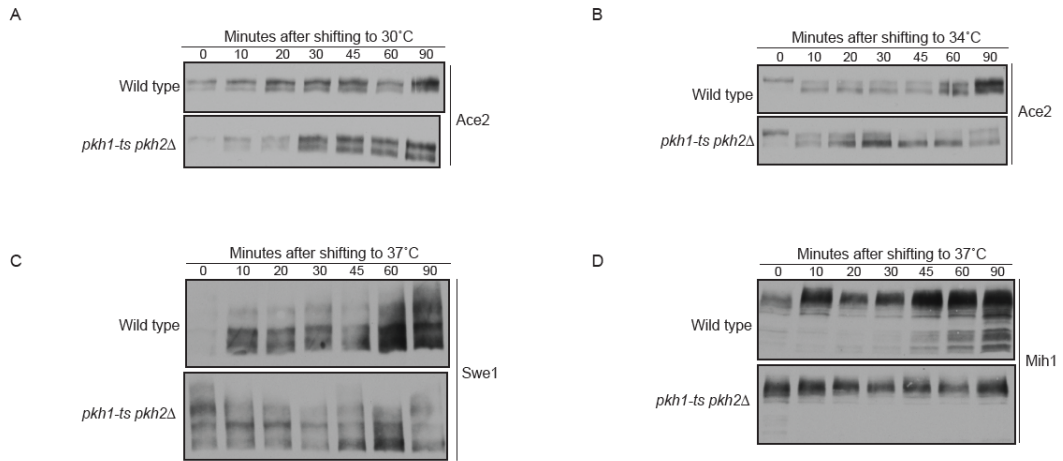 A
Minutes after shifting to 30˚C
0 10 20 30 45 60 90
Wild type
pkh1-ts pkh2Δ
Ace2
B
Minutes after shifting to 34˚C
0 10 20 30 45 60 90
Wild type
pkh1-ts pkh2Δ
Ace2
C
Minutes after shifting to 37˚C
0 10 20 30 45 60 90
Wild type
pkh1-ts pkh2Δ
Swe1
D
Minutes after shifting to 37˚C
0 10 20 30 45 60 90
Wild type
pkh1-ts pkh2Δ
Mih1